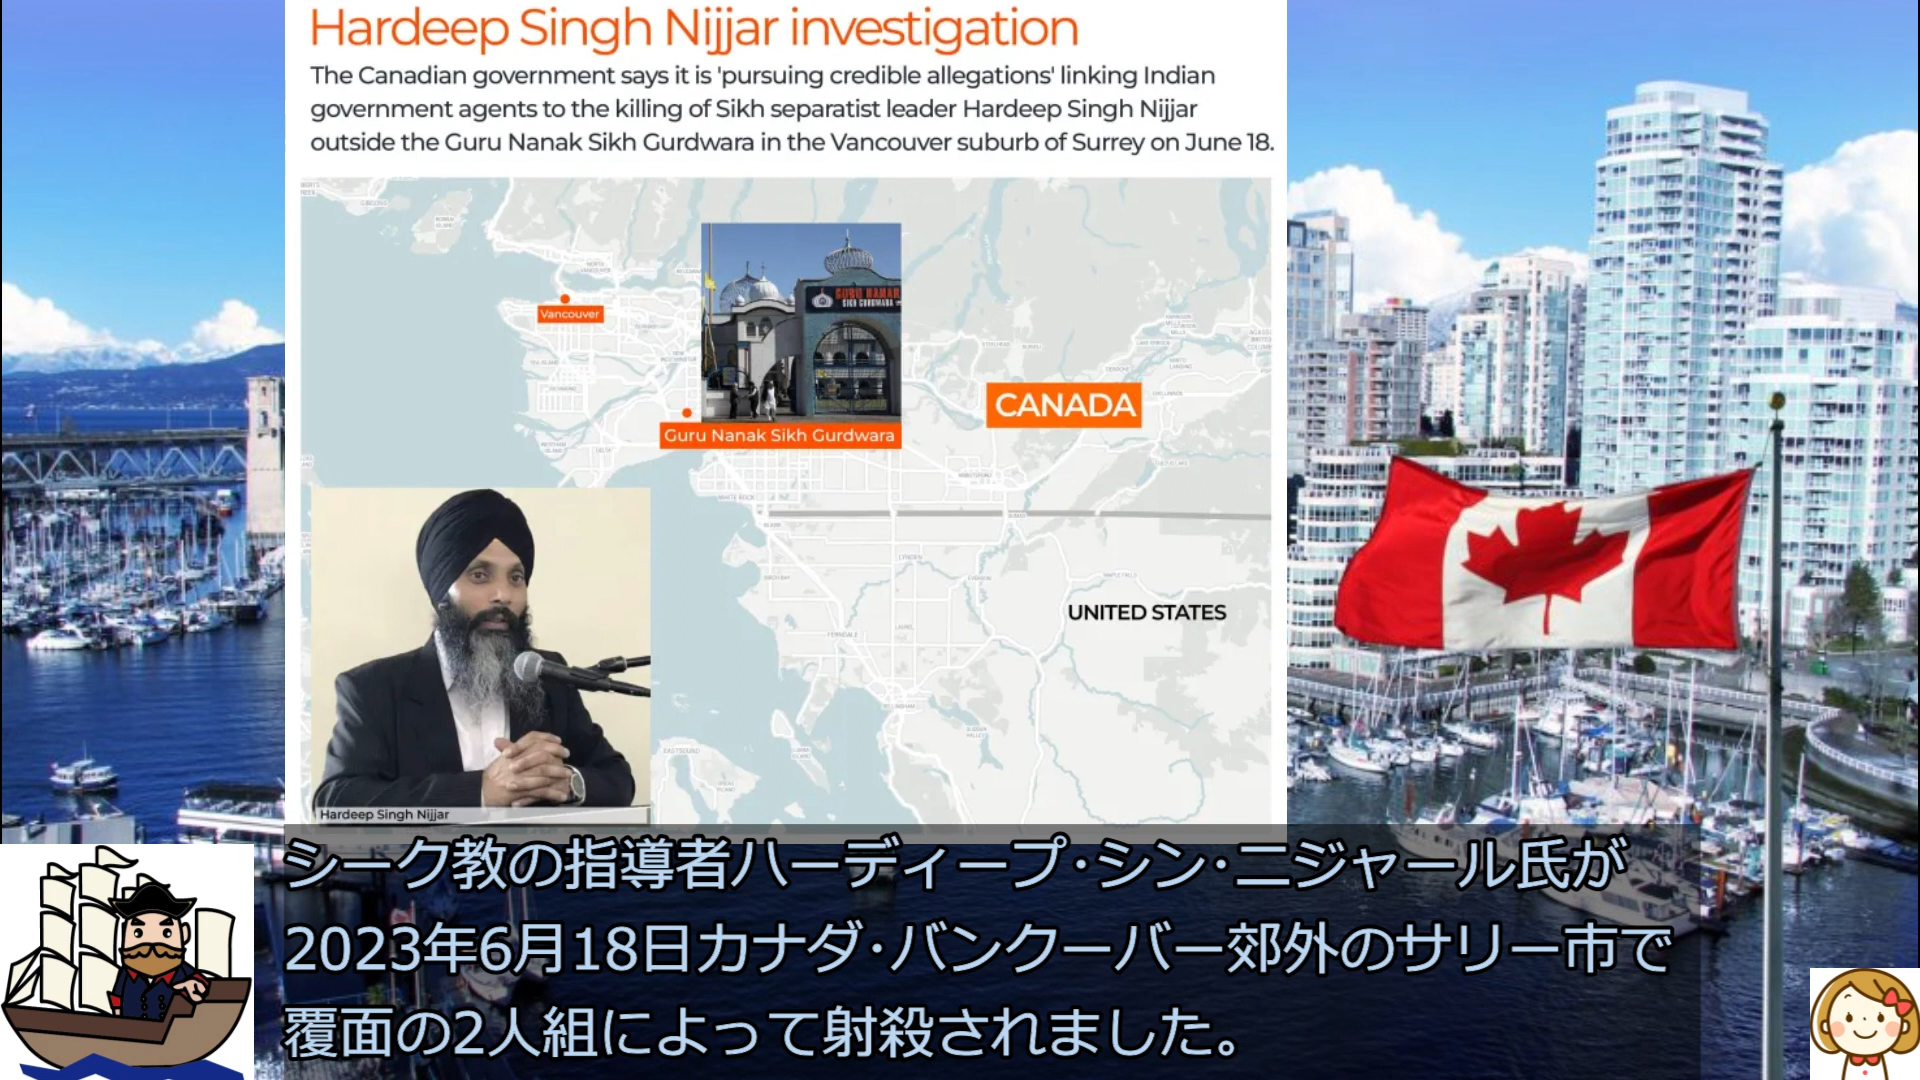 Hardeep Singh Nijjar investigation
The Canadian government says it is 'pursuing credible allegations' linking Indian
government agents to the killing of Sikh separatist leader Hardeep Singh Nijjar
outside the Guru Nanak Sikh Gurdwara in the Vancouver suburb of Surrey on June 18.
Vancouver
SIKH GURDWARA
Guru Nanak Sikh Gurdwara
CANADA
WHITE ROCK
LYNDEN
UNITED STATES
FERNDALE
Hardeep Singh Nijjar
シーク教の指導者ハーディープ・シン・ニジャール氏が
2023年6月18日カナダ・バンクーバー郊外のサリー市で
覆面の2人組によって射殺されました。